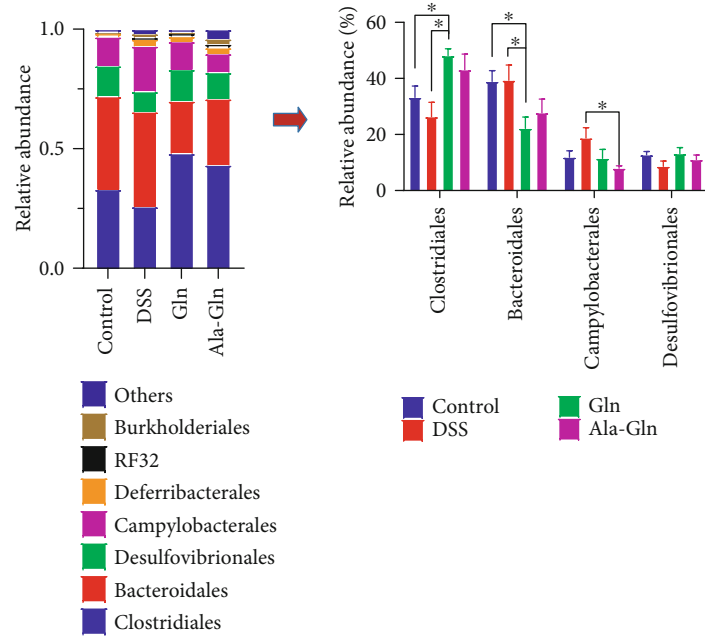 Relative abundance
1.0
0.5
0.0
Control
DSS
Gln
Ala-Gln
Others
Burkholderiales
RF32
Deferribacterales
Campylobacterales
Desulfovibrionales
Bacteroidales
Clostridiales
Relative abundance (%)
60
40
20
0
*
*
*
*
*
Clostridiales
Bacteroidales
Campylobacterales
Desulfovibrionales
Control
DSS
Gln
Ala-Gln